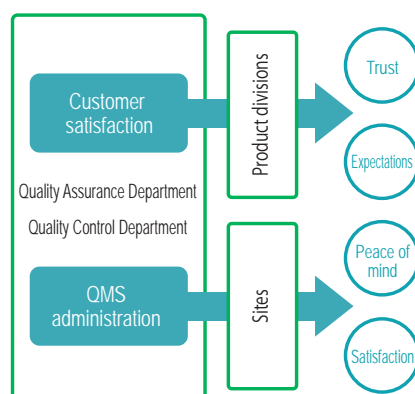 Customer
satisfaction
Quality Assurance Department
Quality Control Department
QMS
administration
Product divisions
Sites
Trust
Expectations
Peace of
mind
Satisfaction